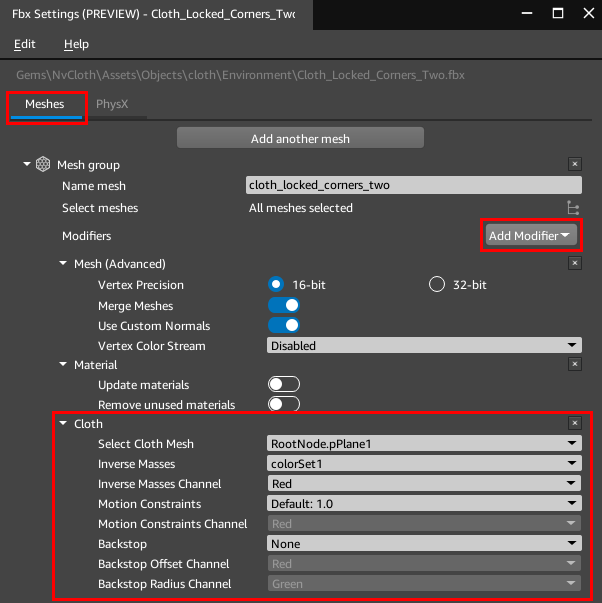 Fbx Settings (PREVIEW) - Cloth_Locked_Corners_Two
Edit Help
Gems\NvCloth\Assets\Objects\cloth\Environment\Cloth_Locked_Corners_Two.fbx
Meshes PhysX
Add another mesh
Mesh group
Name mesh cloth_locked_corners_two
Select meshes All meshes selected
Modifiers Add Modifier
Mesh (Advanced)
Vertex Precision 16-bit 32-bit
Merge Meshes
Use Custom Normals
Vertex Color Stream Disabled
Material
Update materials
Remove unused materials
Cloth
Select Cloth Mesh RootNode.pPlane1
Inverse Masses colorSet1
Inverse Masses Channel Red
Motion Constraints Default: 1.0
Motion Constraints Channel Red
Backstop None
Backstop Offset Channel Red
Backstop Radius Channel Green